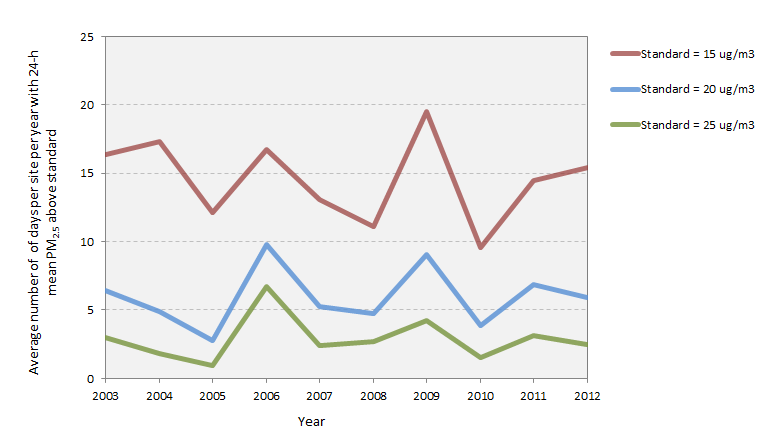 Average number of of days per site per year with 24-h
mean PM2.5 above standard
25
20
15
10
5
0
2003 2004 2005 2006 2007 2008 2009 2010 2011 2012
Year
Standard = 15 ug/m3
Standard = 20 ug/m3
Standard = 25 ug/m3